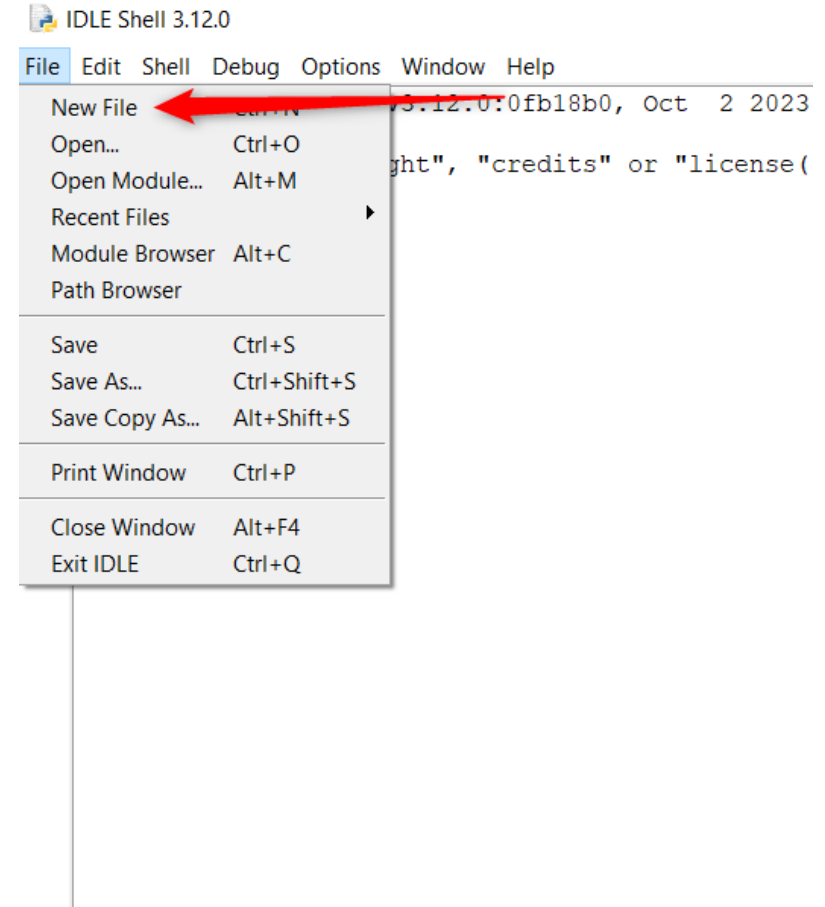 IDLE Shell 3.12.0
File Edit Shell Debug Options Window Help
New File Ctrl+N v3.12.0:0fb18b0, Oct 2 2023
Open... Ctrl+O
ght", "credits" or "license(
Open Module... Alt+M
Recent Files
Module Browser Alt+C
Path Browser
Save Ctrl+S
Save As... Ctrl+Shift+S
Save Copy As... Alt+Shift+S
Print Window Ctrl+P
Close Window Alt+F4
Exit IDLE Ctrl+Q